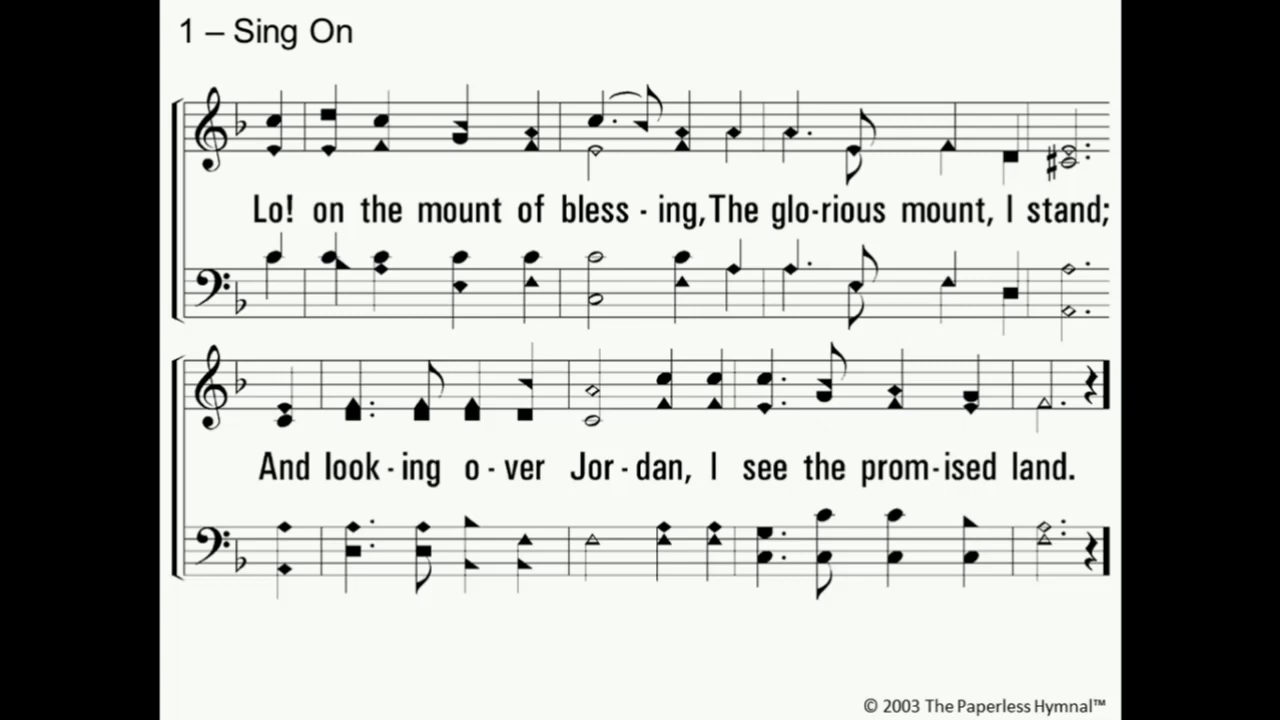 1 – Sing On
Lo! on the mount of bless - ing, The glo-rious mount, I stand;
And look - ing o - ver Jor - dan, I see the prom-ised land.
© 2003 The Paperless Hymnal™